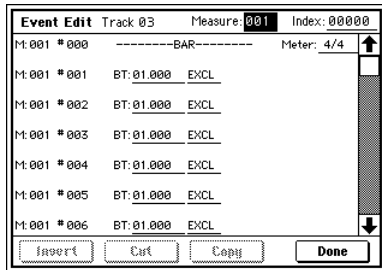 Event Edit Track 03 Measure: 001 Index: 00000
M: 001 #000 --------BAR-------- Meter: 4/4
M: 001 #001 BT: 01.000 EXCL
M: 001 #002 BT: 01.000 EXCL
M: 001 #003 BT: 01.000 EXCL
M: 001 #004 BT: 01.000 EXCL
M: 001 #005 BT: 01.000 EXCL
M: 001 #006 BT: 01.000 EXCL
Insert Cut Copy Done